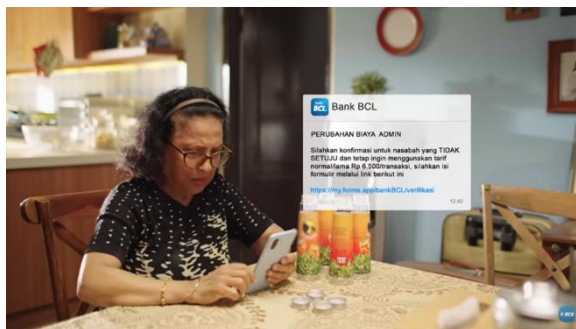 Bank BCL
PERUBAHAN BIAYA ADMIN
Silahkan konfirmasi untuk nasabah yang TIDAK
SETUJU dan tetap ingin menggunakan tarif
normal/lama Rp 6.500/transaksi, silahkan isi
formulir melalui link berikut ini
https://my.forms.app/bankBCL/verifikasi
12.42